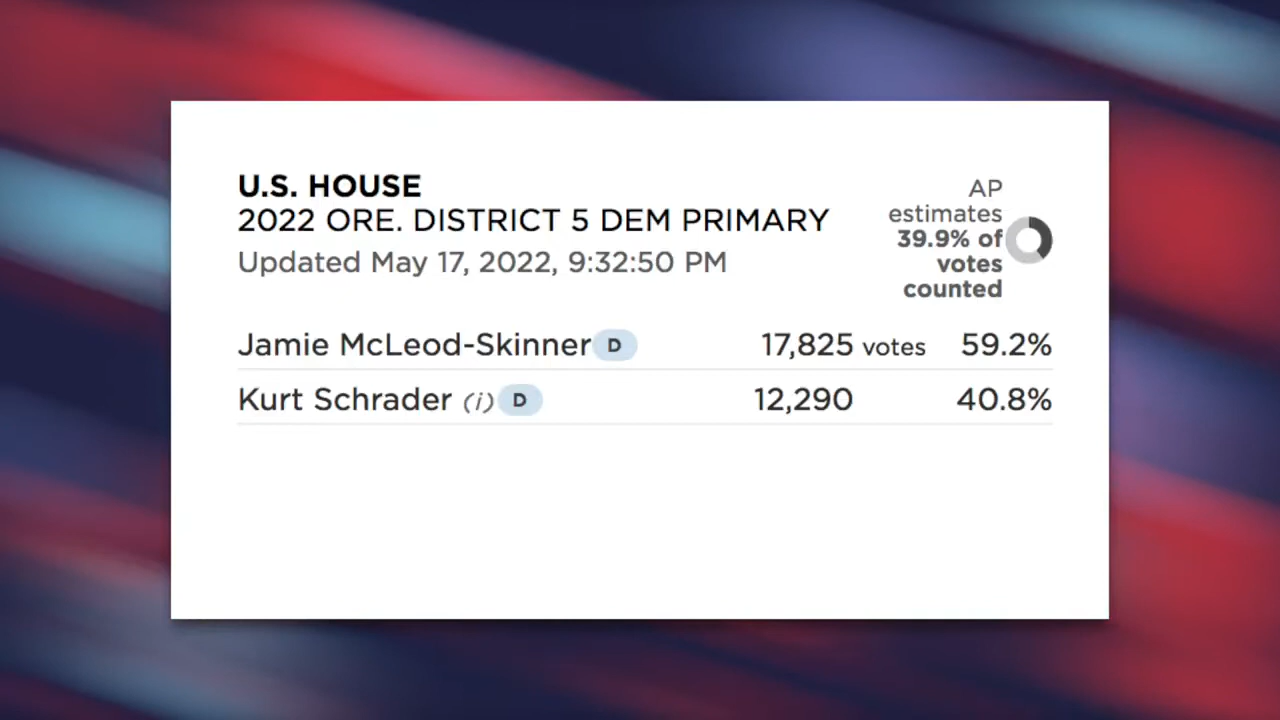 U.S. HOUSE
2022 ORE. DISTRICT 5 DEM PRIMARY
Updated May 17, 2022, 9:32:50 PM
AP
estimates
39.9% of
votes
counted
Jamie McLeod-Skinner D 17,825 votes 59.2%
Kurt Schrader (i) D 12,290 40.8%